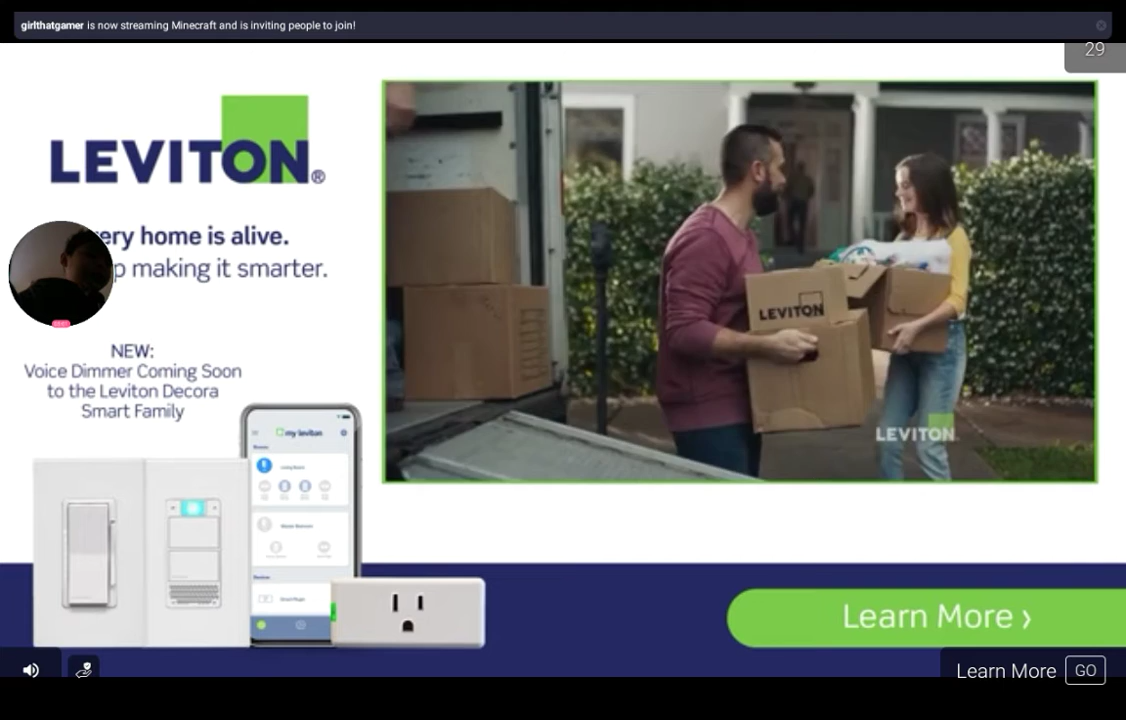 girlthatgamer is now streaming Minecraft and is inviting people to join!
29
LEVITON®
very home is alive.
p making it smarter.
NEW:
Voice Dimmer Coming Soon
to the Leviton Decora
Smart Family
my leviton
LEVITON
LEVITON
Learn More ›
Learn More GO